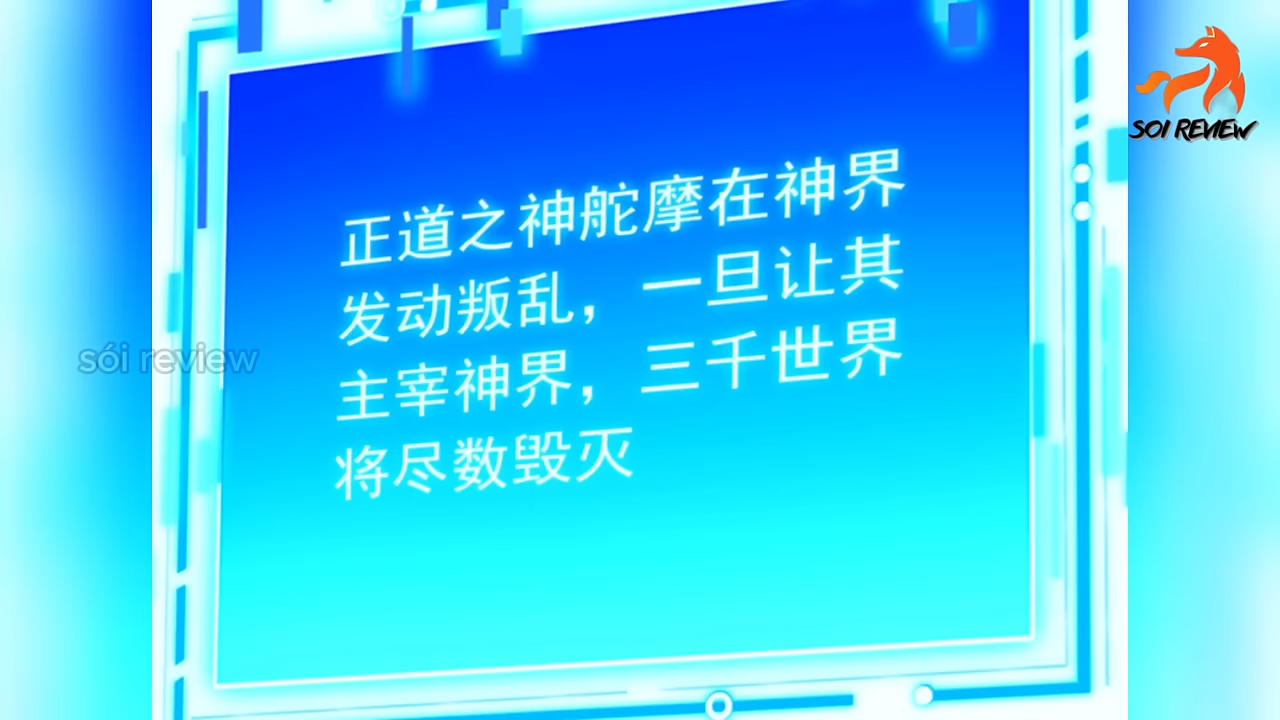 正道之神舵摩在神界
发动叛乱，一旦让其
主宰神界，三千世界
将尽数毁灭
sói review
SOI REVIEW